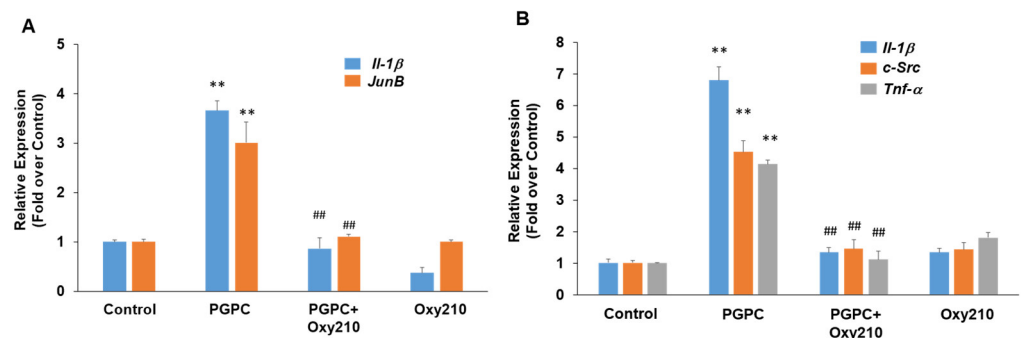 A
Relative Expression
(Fold over Control)
5
4
3
2
1
0
Il-1β
JunB
**
**
##
##
Control
PGPC
PGPC+
Oxy210
Oxy210
B
Relative Expression
(Fold over Control)
8
7
6
5
4
3
2
1
0
Il-1β
c-Src
Tnf-α
**
**
**
##
##
##
Control
PGPC
PGPC+
Oxy210
Oxy210